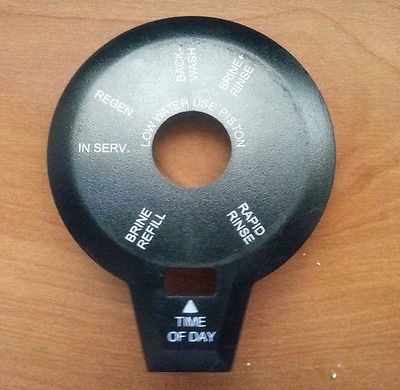 IN SERV.
REGEN
BACK-
WASH
BRINE+
RINSE
LOW WATER USE PISTON
BRINE
REFILL
RAPID
RINSE
TIME
OF DAY